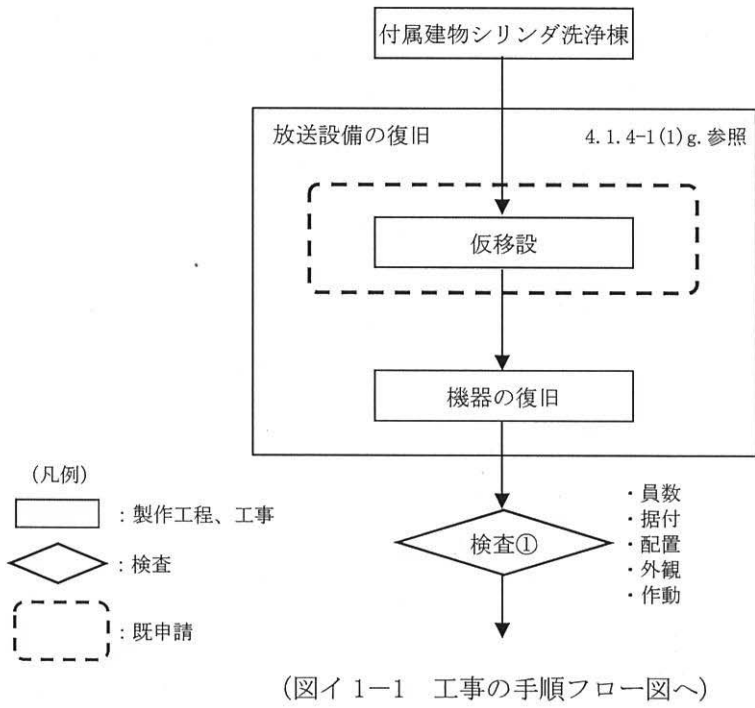 付属建物シリンダ洗浄棟
放送設備の復旧 4.1.4-1(1)g.参照
仮移設
機器の復旧
(凡例)
：製作工程、工事
：検査
：既申請
検査①
・員数
・据付
・配置
・外観
・作動
(図イ 1－1　工事の手順フロー図へ)